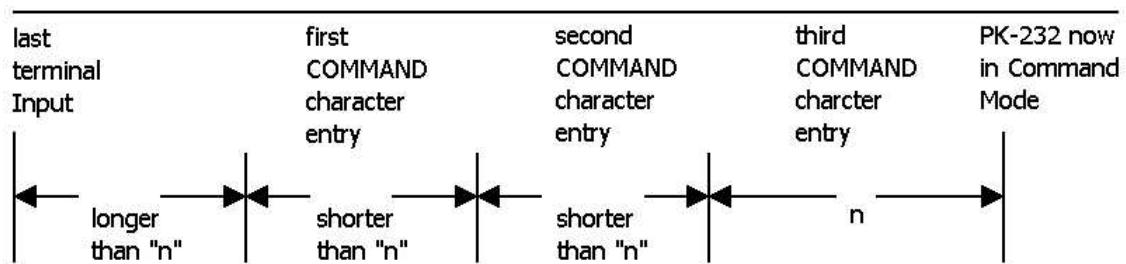 last
terminal
Input
first
COMMAND
character
entry
second
COMMAND
character
entry
third
COMMAND
charcter
entry
PK-232 now
in Command
Mode
longer
than "n"
shorter
than "n"
shorter
than "n"
n